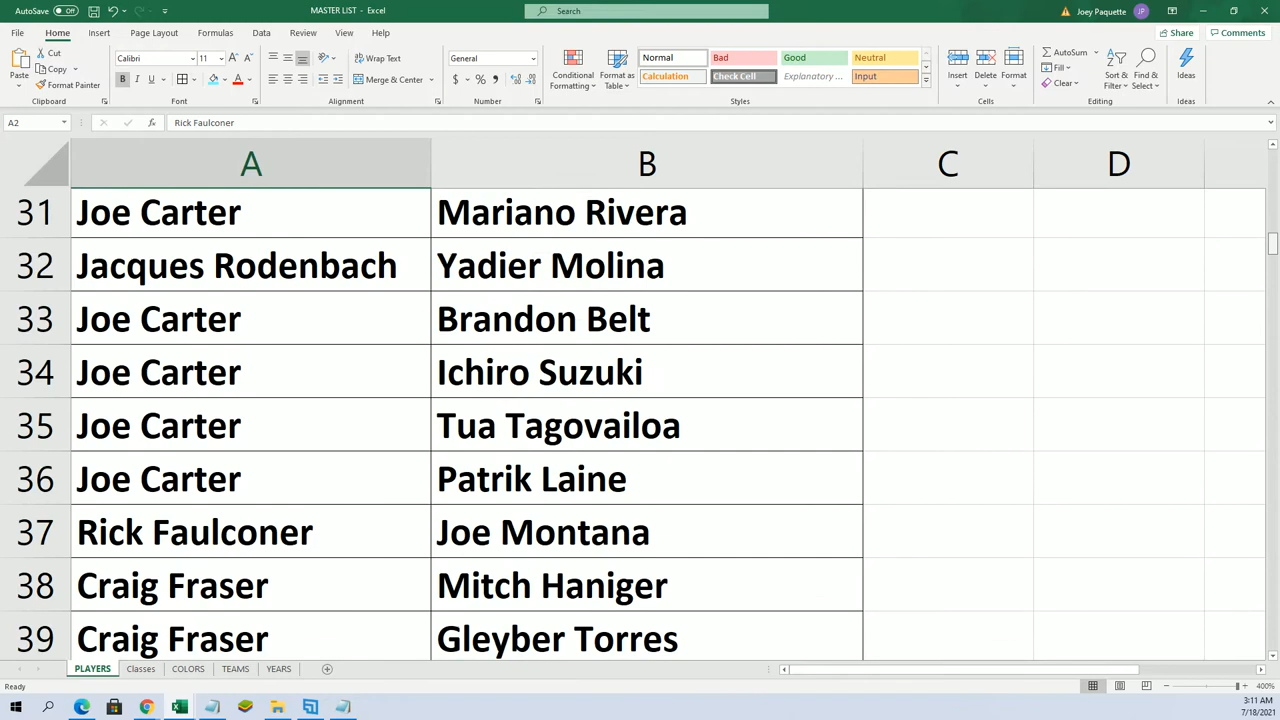 AutoSave Off MASTER LIST - Excel Search Joey Paquette JP
File Home Insert Page Layout Formulas Data Review View Help Share Comments
Paste Cut Copy Format Painter Clipboard
Calibri 11 A A B I U A Font
ab Wrap Text Merge & Center Alignment
General $ % , Number
Conditional Formatting Format as Table Normal Bad Good Neutral Calculation Check Cell Explanatory ... Input Styles
Insert Delete Format Cells
AutoSum Fill Clear Sort & Filter Find & Select Editing
Ideas Ideas
A2 fx Rick Faulconer
A B C D
31 Joe Carter Mariano Rivera
32 Jacques Rodenbach Yadier Molina
33 Joe Carter Brandon Belt
34 Joe Carter Ichiro Suzuki
35 Joe Carter Tua Tagovailoa
36 Joe Carter Patrik Laine
37 Rick Faulconer Joe Montana
38 Craig Fraser Mitch Haniger
39 Craig Fraser Gleyber Torres
PLAYERS Classes COLORS TEAMS YEARS
Ready 400%
3:11 AM
7/18/2021